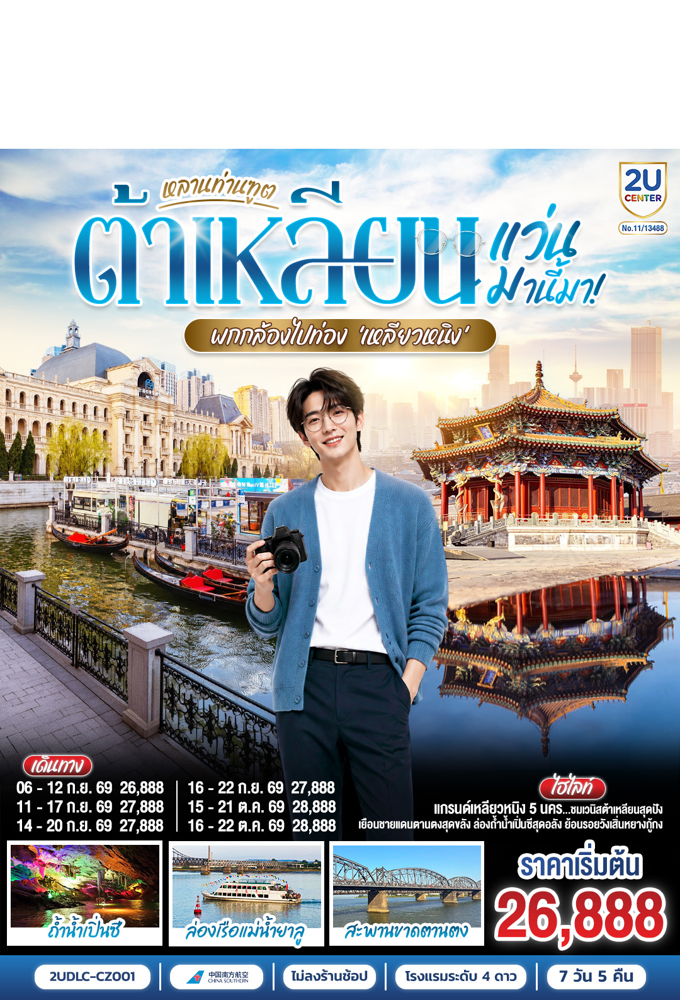 2U
CENTER
No.11/13488
หลานท่านทูต
ต้าเหลียน
แว่น
มานี่มา!
พกกล้องไปท่อง 'เหลียวหนิง'
เดินทาง
06 - 12 ก.ย. 69 26,888
11 - 17 ก.ย. 69 27,888
14 - 20 ก.ย. 69 27,888
16 - 22 ก.ย. 69 27,888
15 - 21 ต.ค. 69 28,888
16 - 22 ต.ค. 69 28,888
ไฮไลท์
แกรนด์เหลียวหนิง 5 นคร...ชมเวนิสต้าเหลียนสุดปัง
เยือนชายแดนตานตงสุดขลัง ล่องถ้ำน้ำเปิ่นซีสุดอลัง ย้อนรอยวังเสิ่นหยางกู้กง
ถ้ำน้ำเปิ่นซี
ล่องเรือแม่น้ำยาลู
สะพานขาดตานตง
ราคาเริ่มต้น
26,888
2UDLC-CZ001
中国南方航空
CHINA SOUTHERN
ไม่ลงร้านช้อป
โรงแรมระดับ 4 ดาว
7 วัน 5 คืน